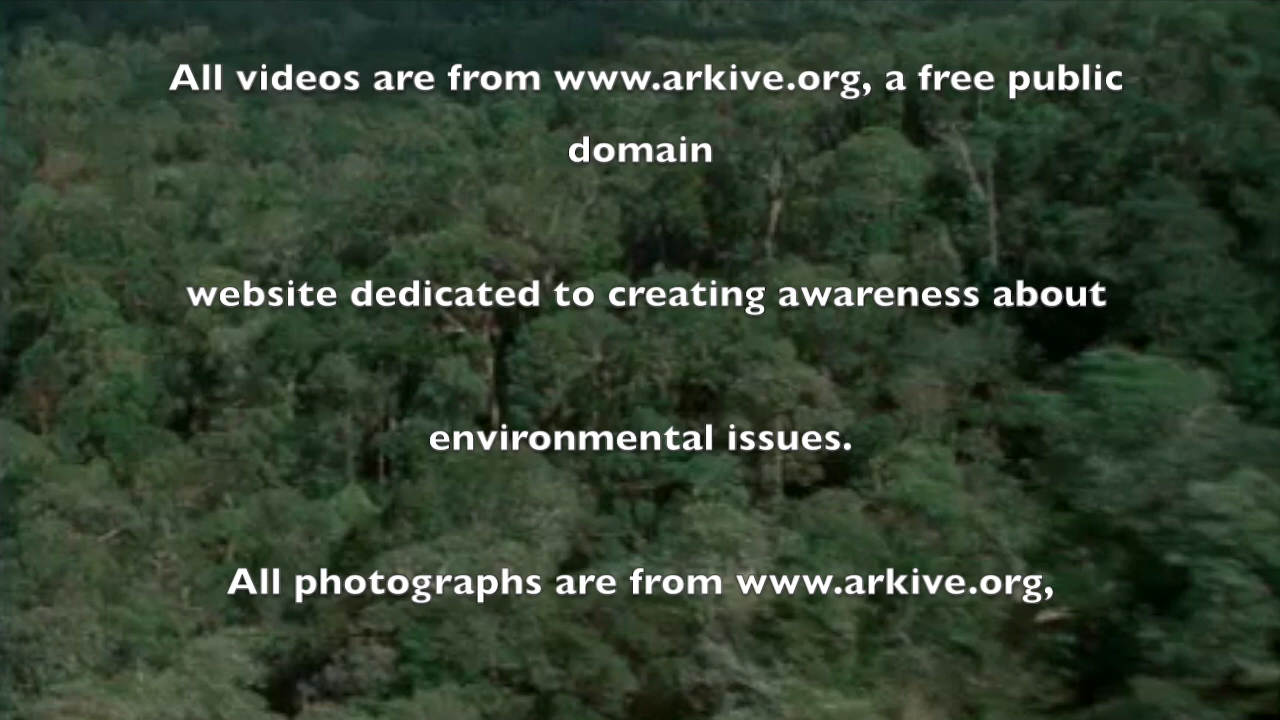 All videos are from www.arkive.org, a free public
domain
website dedicated to creating awareness about
environmental issues.
All photographs are from www.arkive.org,